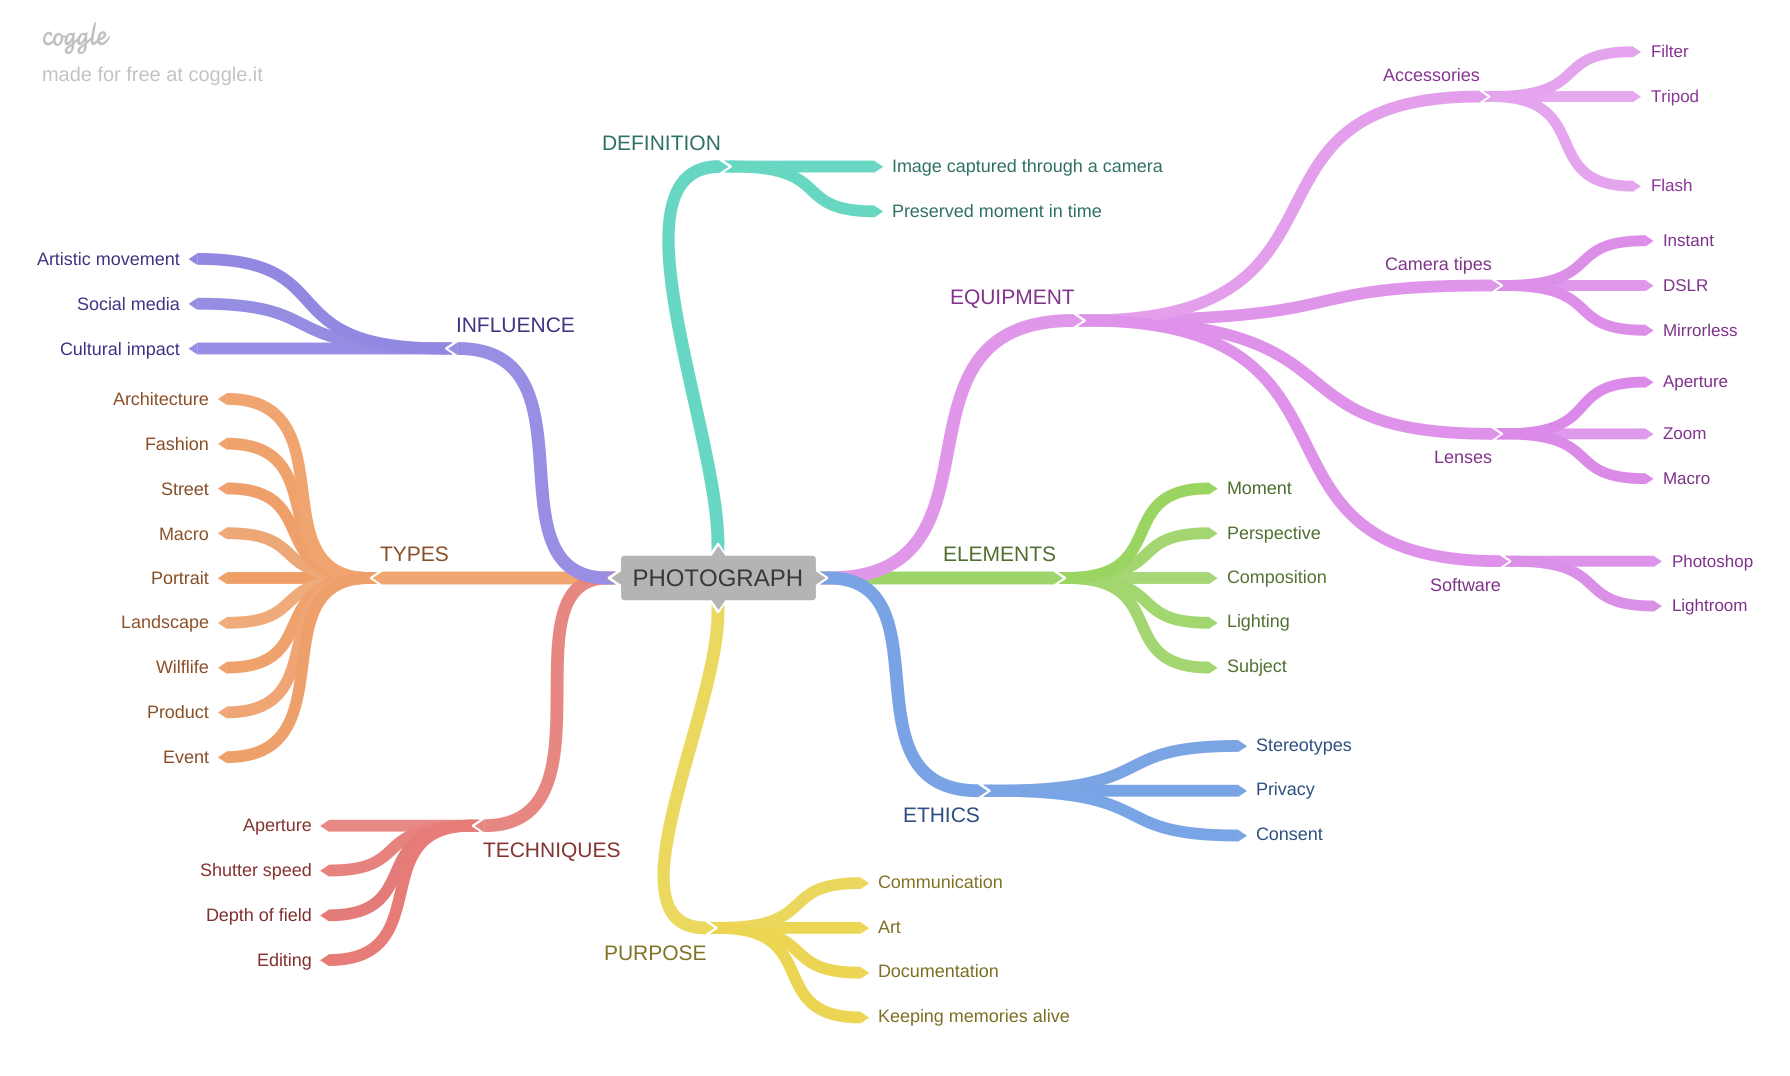 coggle
made for free at coggle.it
PHOTOGRAPH
DEFINITION
Image captured through a camera
Preserved moment in time
EQUIPMENT
Accessories
Filter
Tripod
Flash
Camera tipes
Instant
DSLR
Mirrorless
Lenses
Aperture
Zoom
Macro
Software
Photoshop
Lightroom
ELEMENTS
Moment
Perspective
Composition
Lighting
Subject
ETHICS
Stereotypes
Privacy
Consent
PURPOSE
Communication
Art
Documentation
Keeping memories alive
INFLUENCE
Artistic movement
Social media
Cultural impact
TYPES
Architecture
Fashion
Street
Macro
Portrait
Landscape
Wilflife
Product
Event
TECHNIQUES
Aperture
Shutter speed
Depth of field
Editing